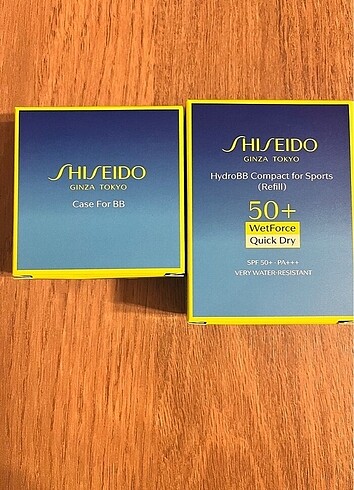 SHISEIDO
GINZA TOKYO
Case For BB
SHISEIDO
GINZA TOKYO
HydroBB Compact for Sports
(Refill)
50+
WetForce
Quick Dry
SPF 50+ · PA+++
VERY WATER-RESISTANT